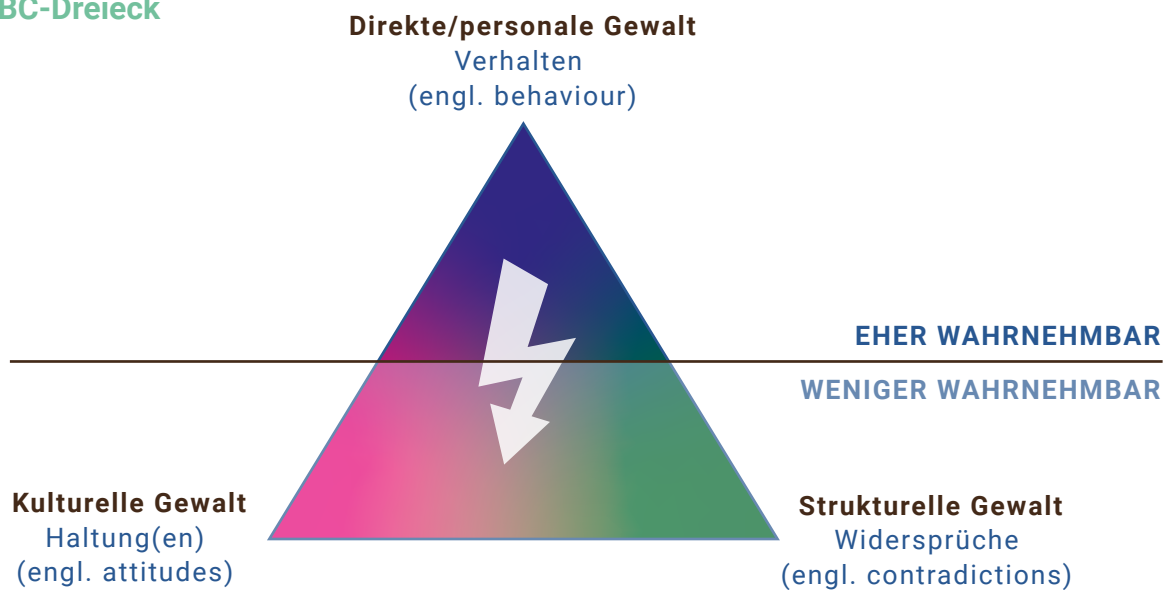 BC-Dreieck
Direkte/personale Gewalt
Verhalten
(engl. behaviour)
EHER WAHRNEHMBAR
WENIGER WAHRNEHMBAR
Kulturelle Gewalt
Haltung(en)
(engl. attitudes)
Strukturelle Gewalt
Widersprüche
(engl. contradictions)